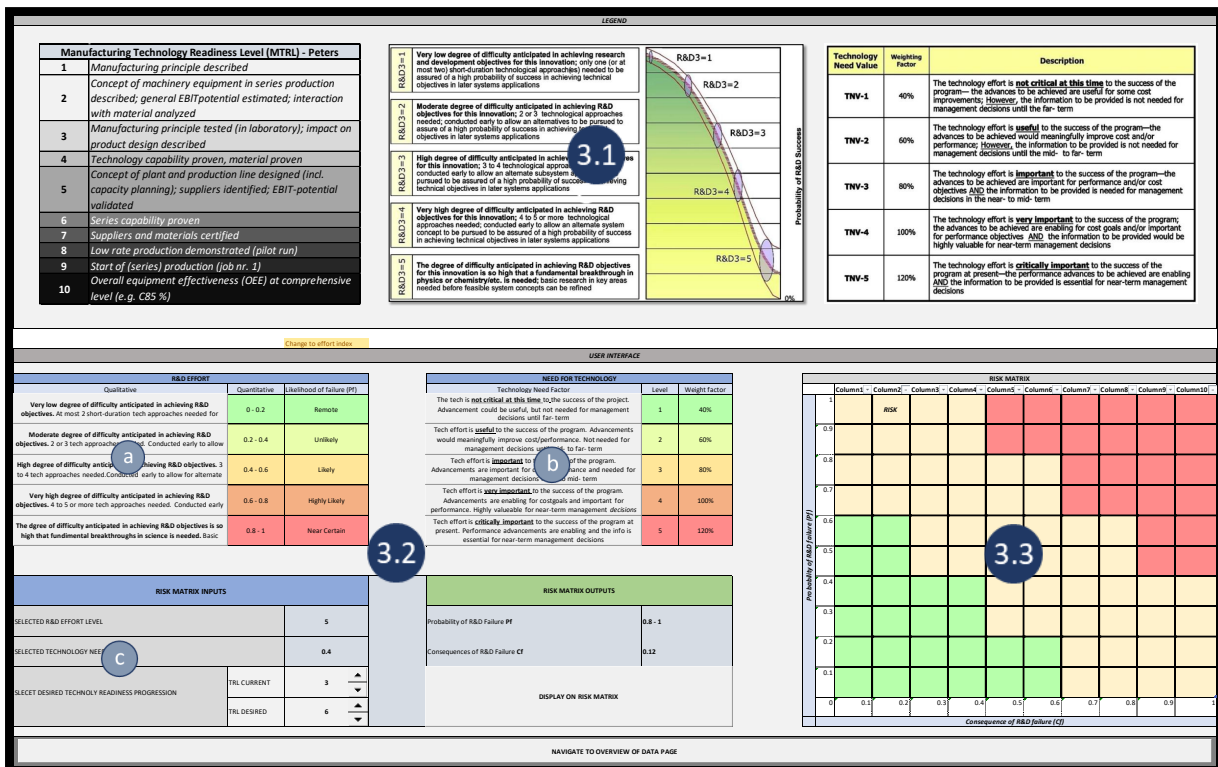 LEGEND
Manufacturing Technology Readiness Level (MTRL) - Peters
1 Manufacturing principle described
2 Concept of machinery equipment in series production
described; general EBITpotential estimated; interaction
with material analyzed
3 Manufacturing principle tested (in laboratory); impact on
product design described
4 Technology capability proven, material proven
5 Concept of plant and production line designed (incl.
capacity planning); suppliers identified; EBIT-potential
validated
6 Series capability proven
7 Suppliers and materials certified
8 Low rate production demonstrated (pilot run)
9 Start of (series) production (job nr. 1)
10 Overall equipment effectiveness (OEE) at comprehensive
level (e.g. C85 %)
R&D3=1
Very low degree of difficulty anticipated in achieving research
and development objectives for this innovation; only one (or at
most two) short-duration technical approach(es) needed to be
assured of a high probability of success in achieving technical
objectives in later systems applications
R&D3=2
Moderate degree of difficulty anticipated in achieving R&D
objectives for this innovation; 2 or 3 technological approaches
needed; conducted early to allow an alternatives to be pursued to
assure of a high probability of success in achieving
objectives in later systems applications
R&D3=3
High degree of difficulty anticipated in achieving
for this innovation; 3 to 4 technological
conducted early to allow an alternate subsystem
pursued to be assured of a high probability of success
technical objectives in later systems applications
R&D3=4
Very high degree of difficulty anticipated in achieving R&D
objectives for this innovation; 4 to 5 or more technological
approaches needed; conducted early to allow an alternate system
concept to be pursued to be assured of a high probability of success
in achieving technical objectives in later systems applications
R&D3=5
The degree of difficulty anticipated in achieving R&D objectives
for this innovation is so high that a fundamental breakthrough in
physics or chemistry/etc. is needed; basic research in key areas
needed before feasible system concepts can be refined
R&D3=1
R&D3=2
R&D3=3
R&D3=4
R&D3=5
0%
Probability of R&D Success
3.1
Technology Need Value Weighting Factor Description
TNV-1 40% The technology effort is not critical at this time to the success of the
program— the advances to be achieved are useful for some cost
improvements; However, the information to be provided is not needed for
management decisions until the far- term
TNV-2 60% The technology effort is useful to the success of the program—the
advances to be achieved would meaningfully improve cost and/or
performance; However, the information to be provided is not needed for
management decisions until the mid- to far- term
TNV-3 80% The technology effort is important to the success of the program—the
advances to be achieved are important for performance and/or cost
objectives AND the information to be provided is needed for management
decisions in the near- to mid- term
TNV-4 100% The technology effort is very important to the success of the program;
the advances to be achieved are enabling for cost goals and/or important
for performance objectives AND the information to be provided would be
highly valuable for near-term management decisions
TNV-5 120% The technology effort is critically important to the success of the
program at present—the performance advances to be achieved are enabling
AND the information to be provided is essential for near-term management
decisions
Change to effort index
USER INTERFACE
R&D EFFORT
Qualitative Quantitative Likelihood of failure (Pf)
Very low degree of difficulty anticipated in achieving R&D
objectives. At most 2 short-duration tech approaches needed for
0 - 0.2 Remote
Moderate degree of difficulty anticipated in achieving R&D
objectives. 2 or 3 tech approaches Conducted early to allow
0.2 - 0.4 Unlikely
High degree of difficulty achieving R&D objectives. 3
to 4 tech approaches needed.Conducted early to allow for alternate
0.4 - 0.6 Likely
Very high degree of difficulty anticipated in achieving R&D
objectives. 4 to 5 or more tech approaches needed. Conducted early
0.6 - 0.8 Highly Likely
The dgree of difficulty anticipated in achieving R&D objectives is so
high that fundimental breakthroughs in science is needed. Basic
0.8 - 1 Near Certain
a
NEED FOR TECHNOLOGY
Technology Need Factor Level Weight factor
The tech is not critical at this time to the success of the project.
Advancement could be useful, but not needed for management
decisions until far- term
1 40%
Tech effort is useful to the success of the program. Advancements
would meaningfully improve cost/performance. Not needed for
management decisions to far- term
2 60%
Tech effort is important to of the program.
Advancements are important for and needed for
management mid- term
3 80%
Tech effort is very important to the success of the program.
Advancements are enabling for costgoals and important for
performance. Highly valueable for near-term management decisions
4 100%
Tech effort is critically important to the success of the program at
present. Performance advancements are enabling and the info is
essential for near-term management decisions
5 120%
b
3.2
RISK MATRIX INPUTS
SELECTED R&D EFFORT LEVEL 5
SELECTED TECHNOLOGY 0.4
c
SLECET DESIRED TECHNOLY READINESS PROGRESSION
TRL CURRENT 3
TRL DESIRED 6
RISK MATRIX OUTPUTS
Probability of R&D Failure Pf 0.8 - 1
Consequences of R&D Failure Cf 0.12
DISPLAY ON RISK MATRIX
RISK MATRIX
Column1 Column2 Column3 Column4 Column5 Column6 Column7 Column8 Column9 Column10
RISK
Probability of R&D failure (Pf)
1
0.9
0.8
0.7
0.6
0.5
0.4
0.3
0.2
0.1
0 0.1 0.2 0.3 0.4 0.5 0.6 0.7 0.8 0.9 1
3.3
Consequence of R&D failure (Cf)
NAVIGATE TO OVERVIEW OF DATA PAGE